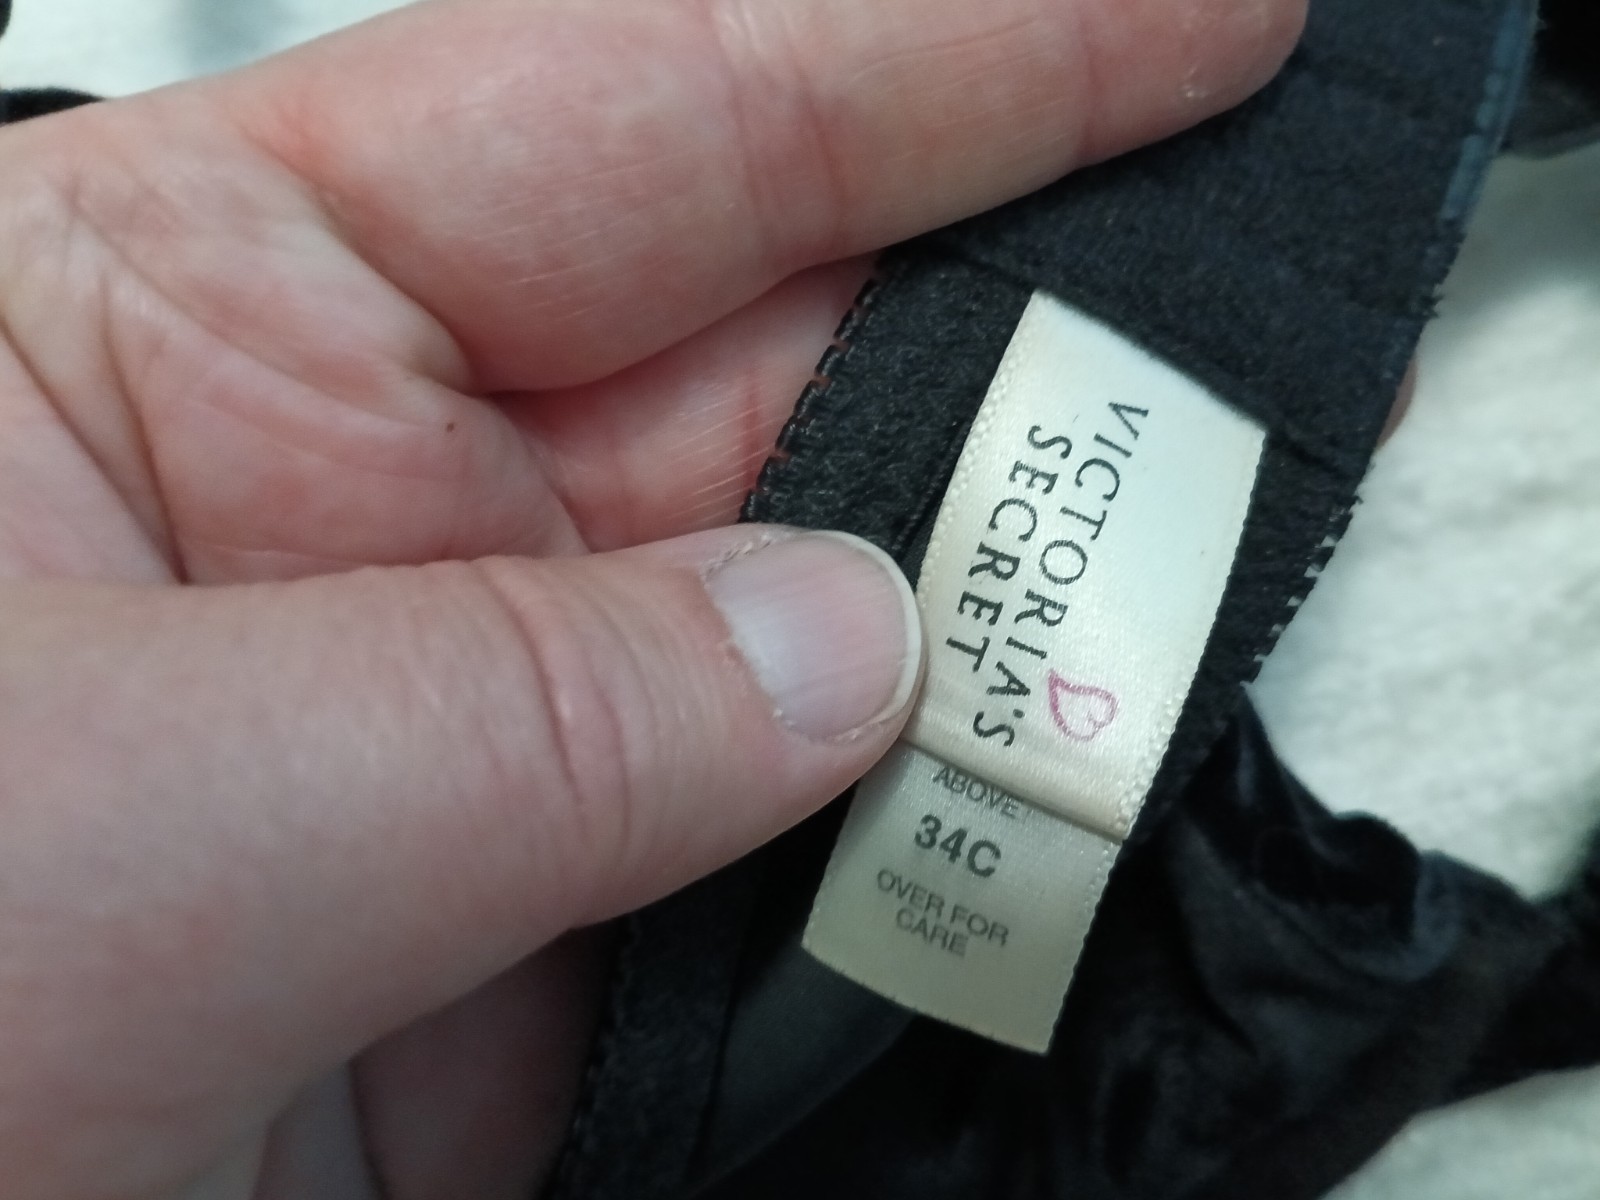 VICTORIA'S
SECRET
ABOVE
34C
OVER FOR
CARE